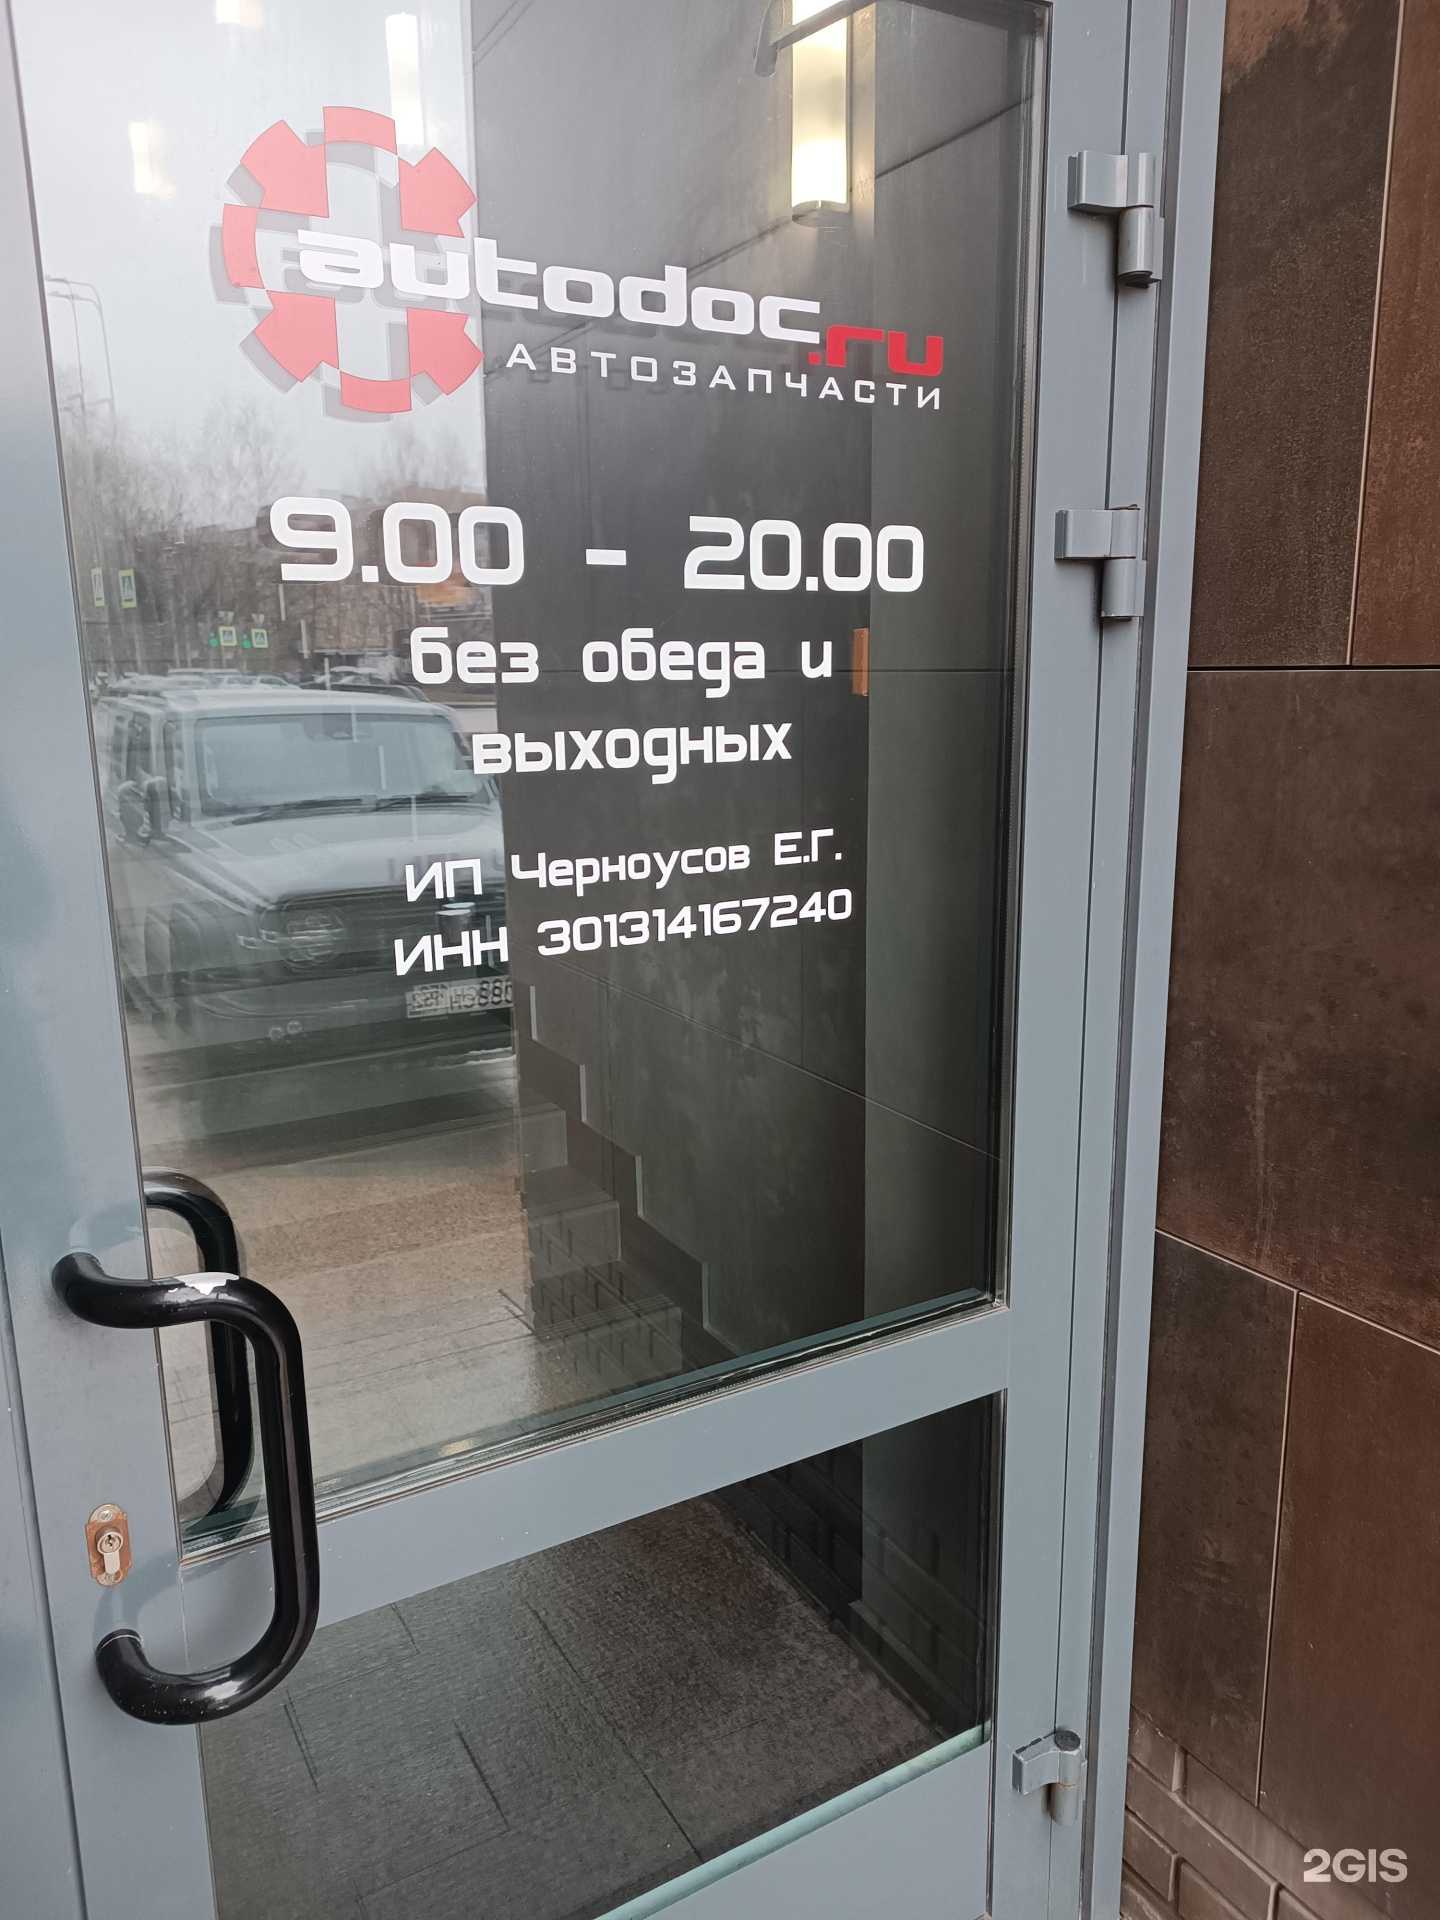 autodoc.ru
АВТОЗАПЧАСТИ
9.00 - 20.00
без обеда и
выходных
ИП Черноусов Е.Г.
ИНН 301314167240
2GIS